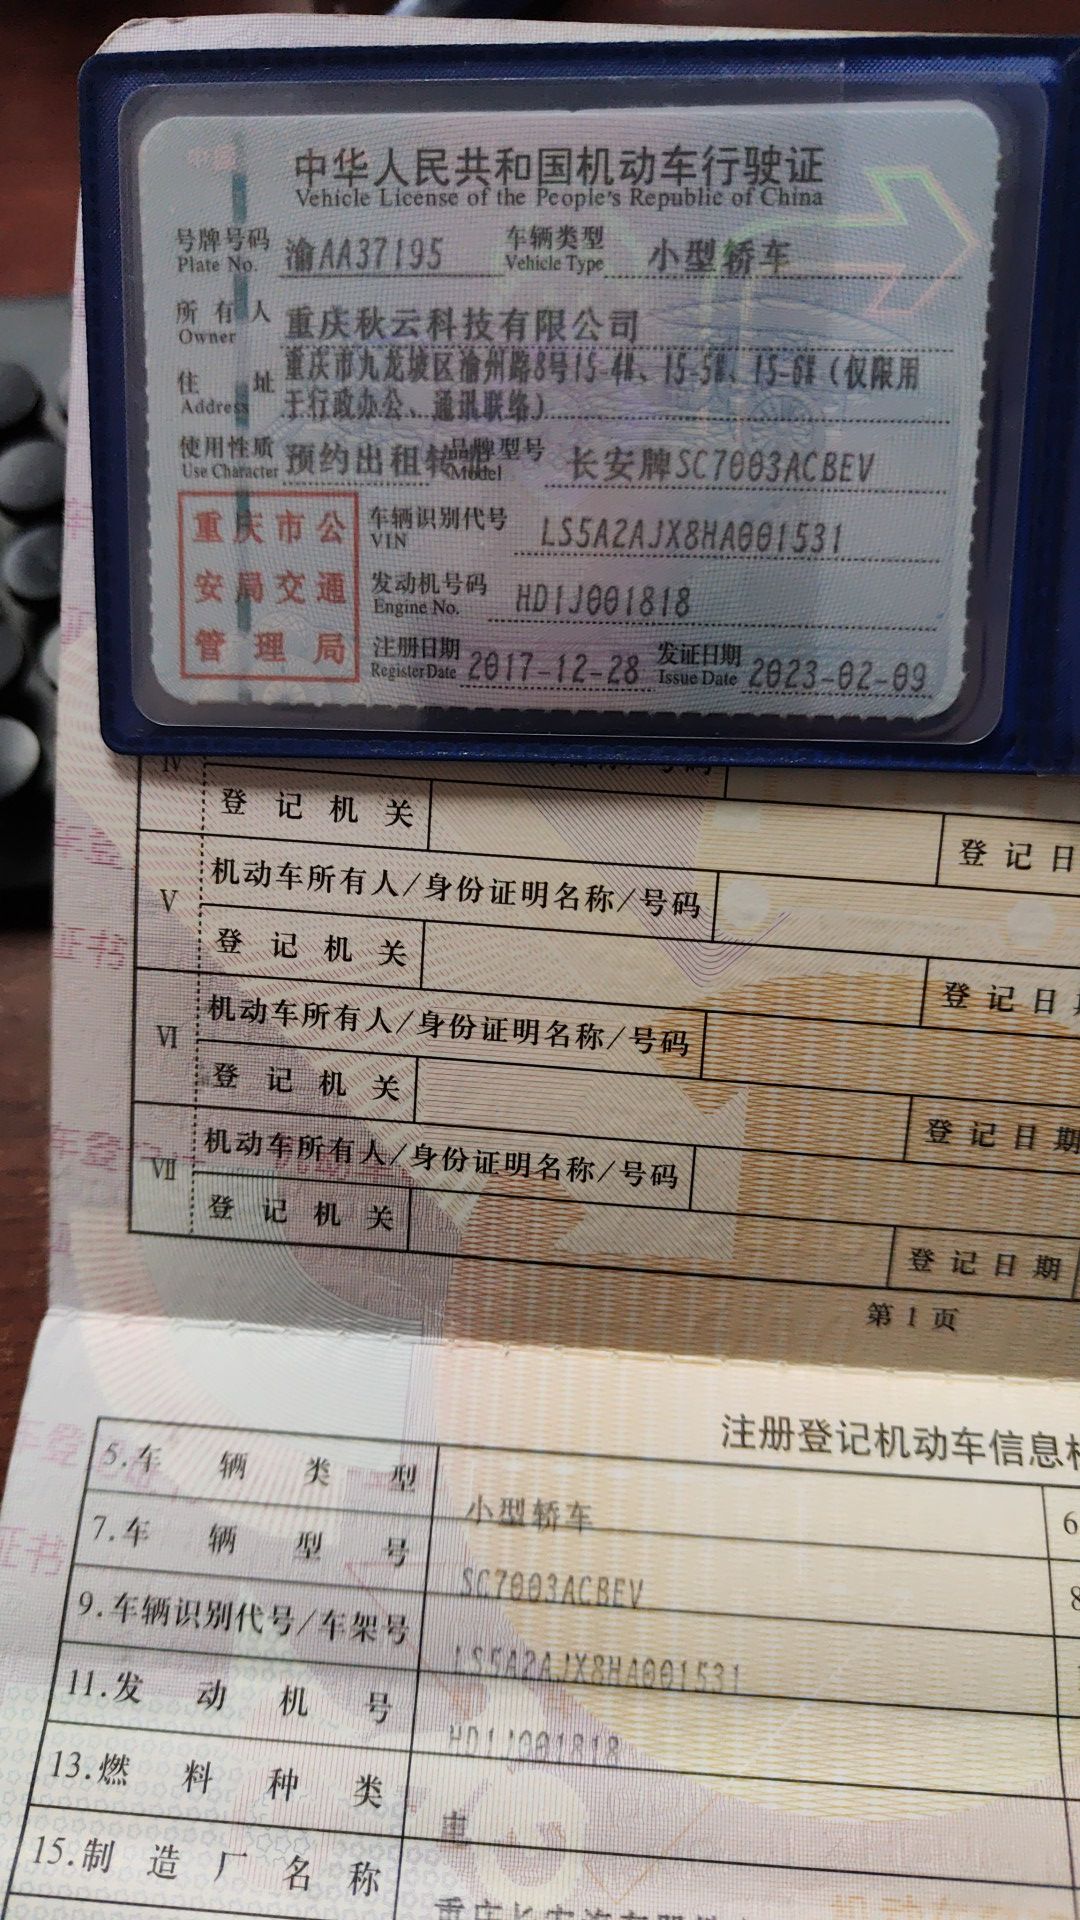 中华人民共和国机动车行驶证
Vehicle License of the People's Republic of China
号牌号码 渝AA37195 车辆类型 小型轿车
Plate No. Vehicle Type
所有人 重庆秋云科技有限公司
Owner
住址 重庆市九龙坡区渝州路8号15-4#、15-5#、15-6#（仅限用
Address 于行政办公、通讯联络）
使用性质 预约出租转 品牌型号 长安牌SC7003ACBEV
Use Character Model
重庆市公
安局交通
管理局
车辆识别代号 LS5A2AJX8HA001531
VIN
发动机号码 HD1J001818
Engine No.
注册日期 2017-12-28 发证日期 2023-02-09
Register Date Issue Date
IV
登记机关 登记日
V 机动车所有人/身份证明名称/号码
登记机关 登记日
VI 机动车所有人/身份证明名称/号码
登记机关 登记日期
VII 机动车所有人/身份证明名称/号码
登记机关 登记日期
第1页
注册登记机动车信息
5.车辆类型 小型轿车 6
7.车辆型号 SC7003ACBEV 8
9.车辆识别代号/车架号 LS5A2AJX8HA001531
11.发动机号 HD1J001818
13.燃料种类 电
15.制造厂名称 重庆长安汽车股